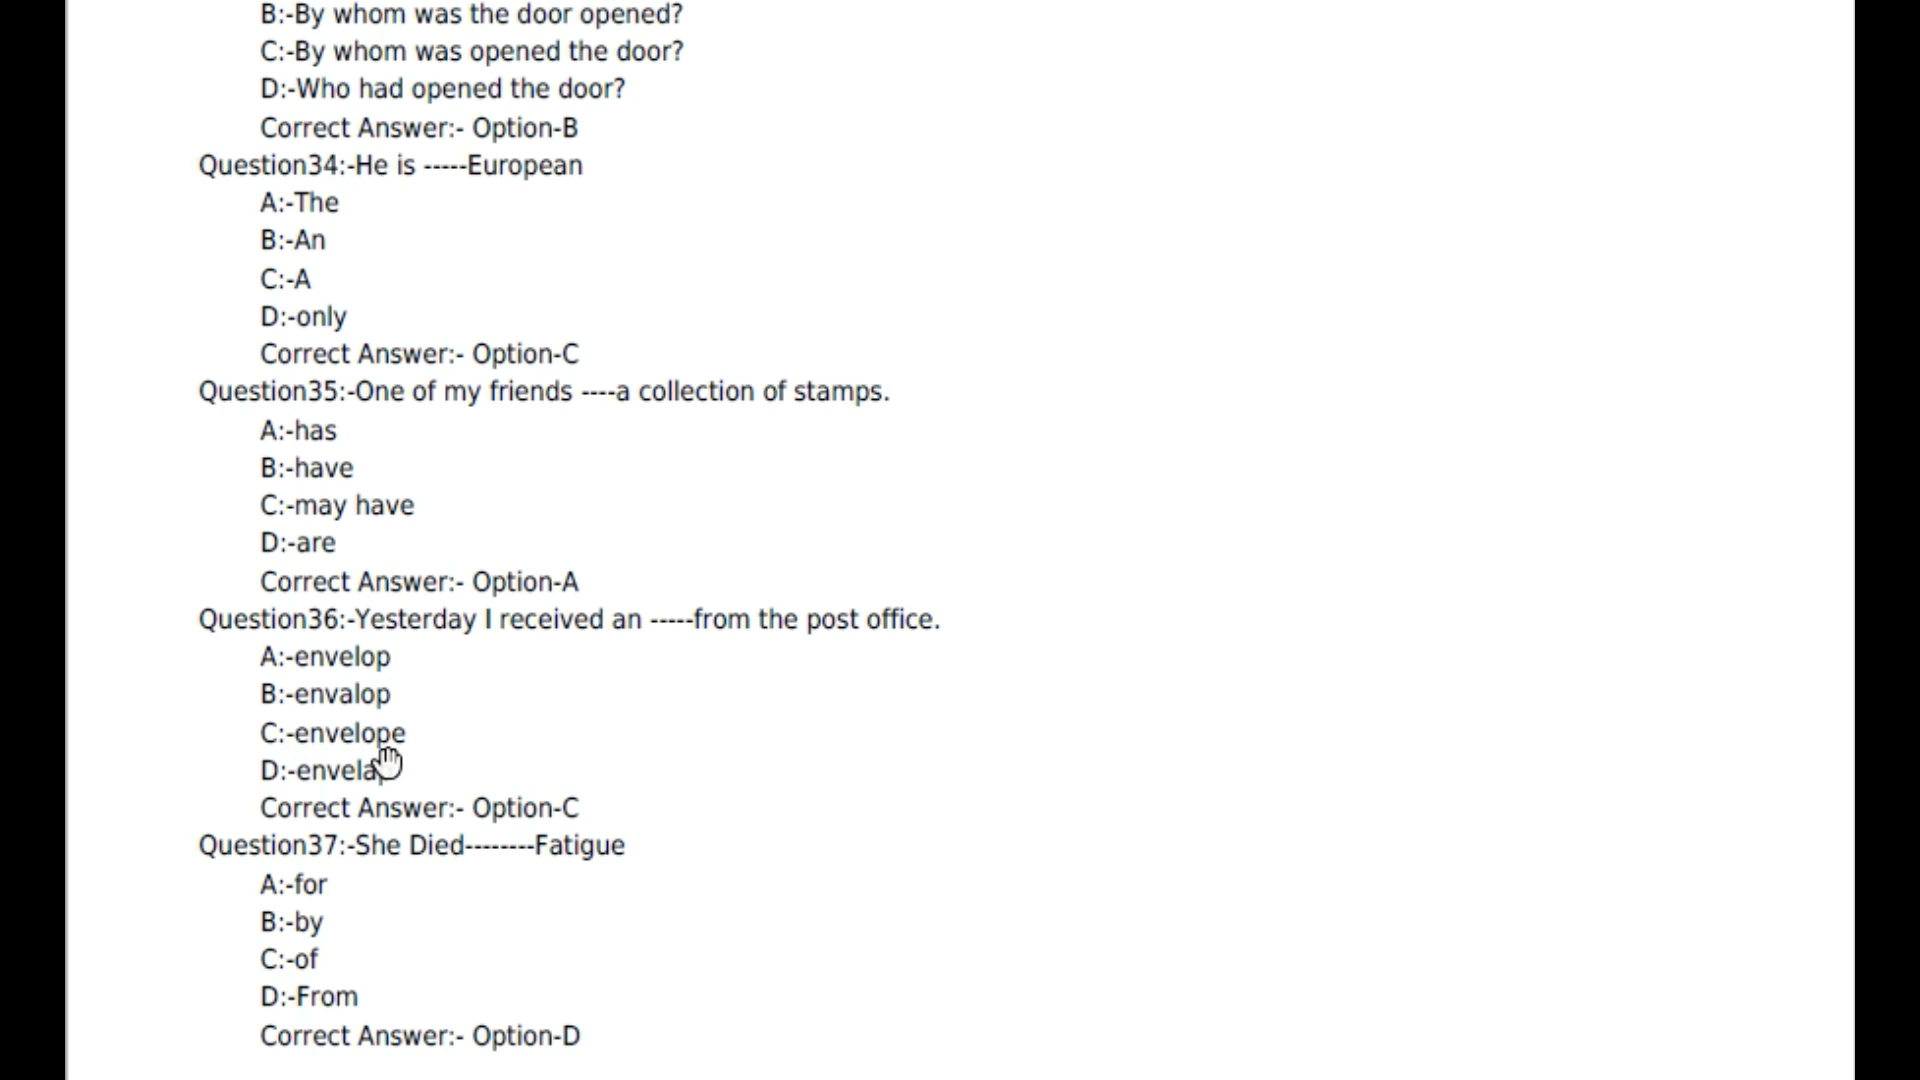 B:-By whom was the door opened?
C:-By whom was opened the door?
D:-Who had opened the door?
Correct Answer:- Option-B
Question34:-He is -----European
A:-The
B:-An
C:-A
D:-only
Correct Answer:- Option-C
Question35:-One of my friends ----a collection of stamps.
A:-has
B:-have
C:-may have
D:-are
Correct Answer:- Option-A
Question36:-Yesterday I received an -----from the post office.
A:-envelop
B:-envalop
C:-envelope
D:-envelap
Correct Answer:- Option-C
Question37:-She Died--------Fatigue
A:-for
B:-by
C:-of
D:-From
Correct Answer:- Option-D